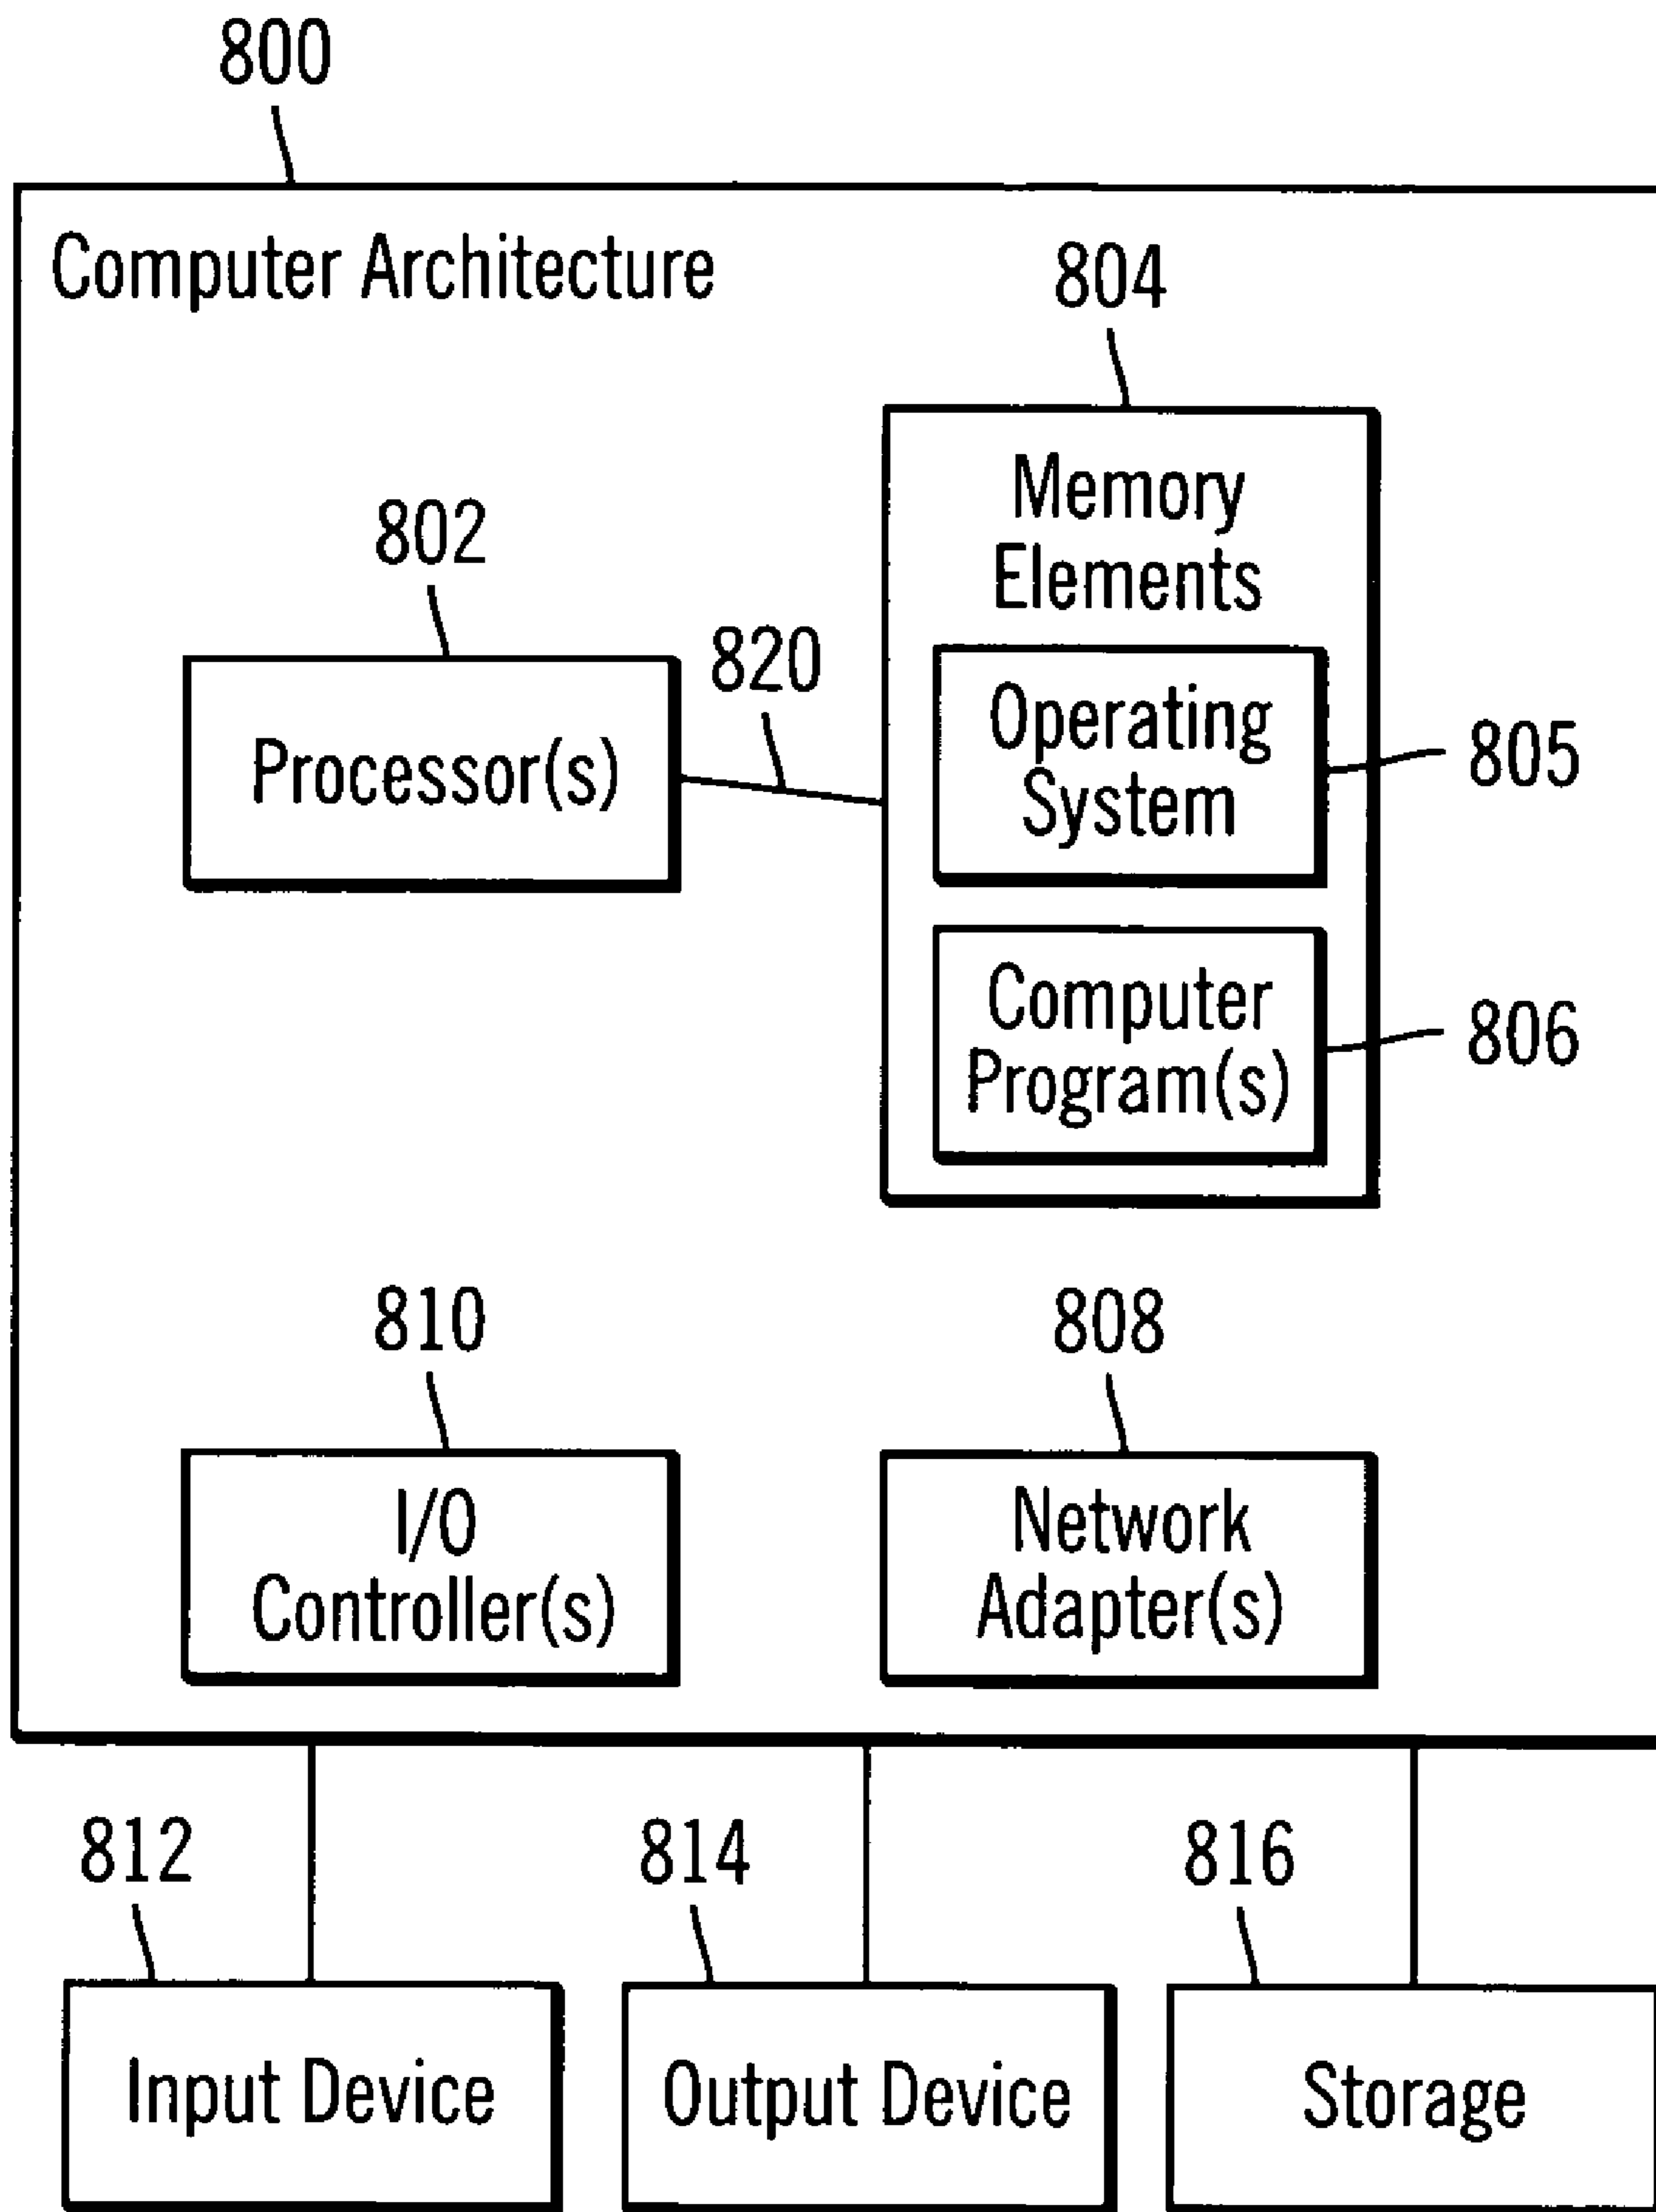 800
Computer Architecture
804
Memory
Elements
802
820
Processor(s)
Operating
System
805
Computer
Program(s)
806
810
808
I/O
Controller(s)
Network
Adapter(s)
812
814
816
Input Device
Output Device
Storage